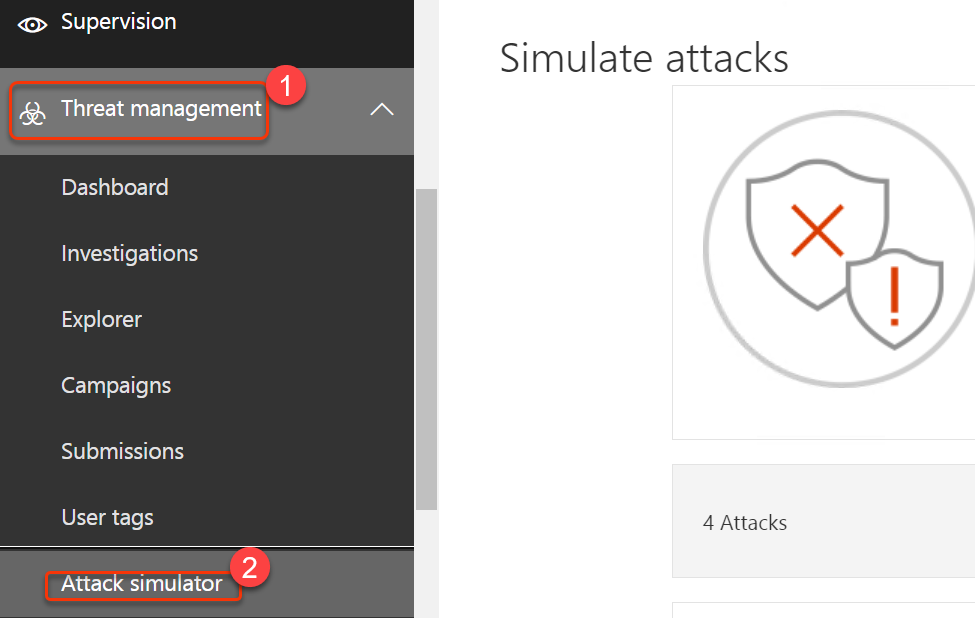 Supervision
Threat management
1
Dashboard
Investigations
Explorer
Campaigns
Submissions
User tags
Attack simulator
2
Simulate attacks
4 Attacks